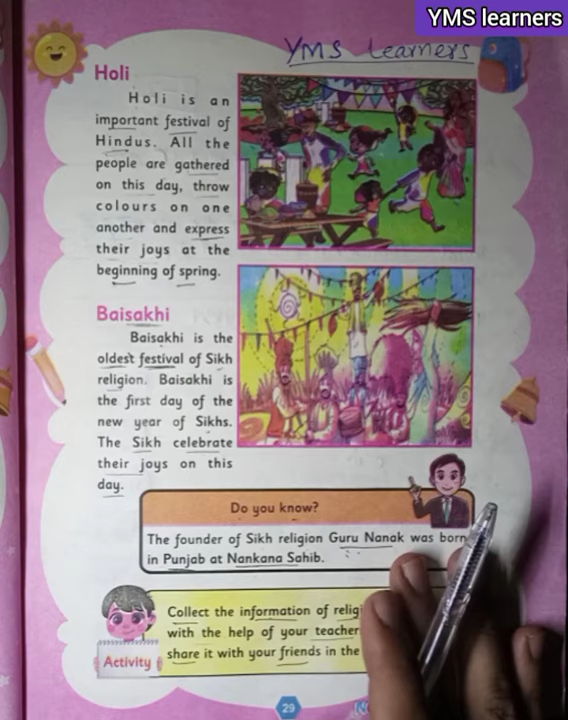 YMS learners
YMS Learners
Holi
Holi is an
important festival of
Hindus. All the
people are gathered
on this day, throw
colours on one
another and express
their joys at the
beginning of spring.
Baisakhi
Baisakhi is the
oldest festival of Sikh
religion. Baisakhi is
the first day of the
new year of Sikhs.
The Sikh celebrate
their joys on this
day.
Do you know?
The founder of Sikh religion Guru Nanak was born
in Punjab at Nankana Sahib.
Collect the information of
with the help of your
share it with your friends in the
Activity
29